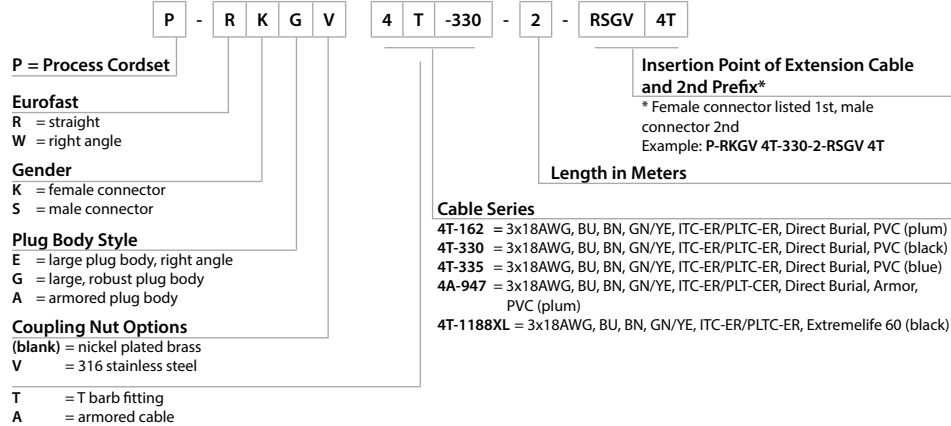 P - R K G V 4 T -330 - 2 - RSGV 4T
P = Process Cordset
Eurofast
R = straight
W = right angle
Gender
K = female connector
S = male connector
Plug Body Style
E = large plug body, right angle
G = large, robust plug body
A = armored plug body
Coupling Nut Options
(blank) = nickel plated brass
V = 316 stainless steel
T = T barb fitting
A = armored cable
Insertion Point of Extension Cable
and 2nd Prefix*
* Female connector listed 1st, male
connector 2nd
Example: P-RKGV 4T-330-2-RSGV 4T
Length in Meters
Cable Series
4T-162 = 3x18AWG, BU, BN, GN/YE, ITC-ER/PLTC-ER, Direct Burial, PVC (plum)
4T-330 = 3x18AWG, BU, BN, GN/YE, ITC-ER/PLTC-ER, Direct Burial, PVC (black)
4T-335 = 3x18AWG, BU, BN, GN/YE, ITC-ER/PLTC-ER, Direct Burial, PVC (blue)
4A-947 = 3x18AWG, BU, BN, GN/YE, ITC-ER/PLT-CER, Direct Burial, Armor,
PVC (plum)
4T-1188XL = 3x18AWG, BU, BN, GN/YE, ITC-ER/PLTC-ER, Extremelife 60 (black)